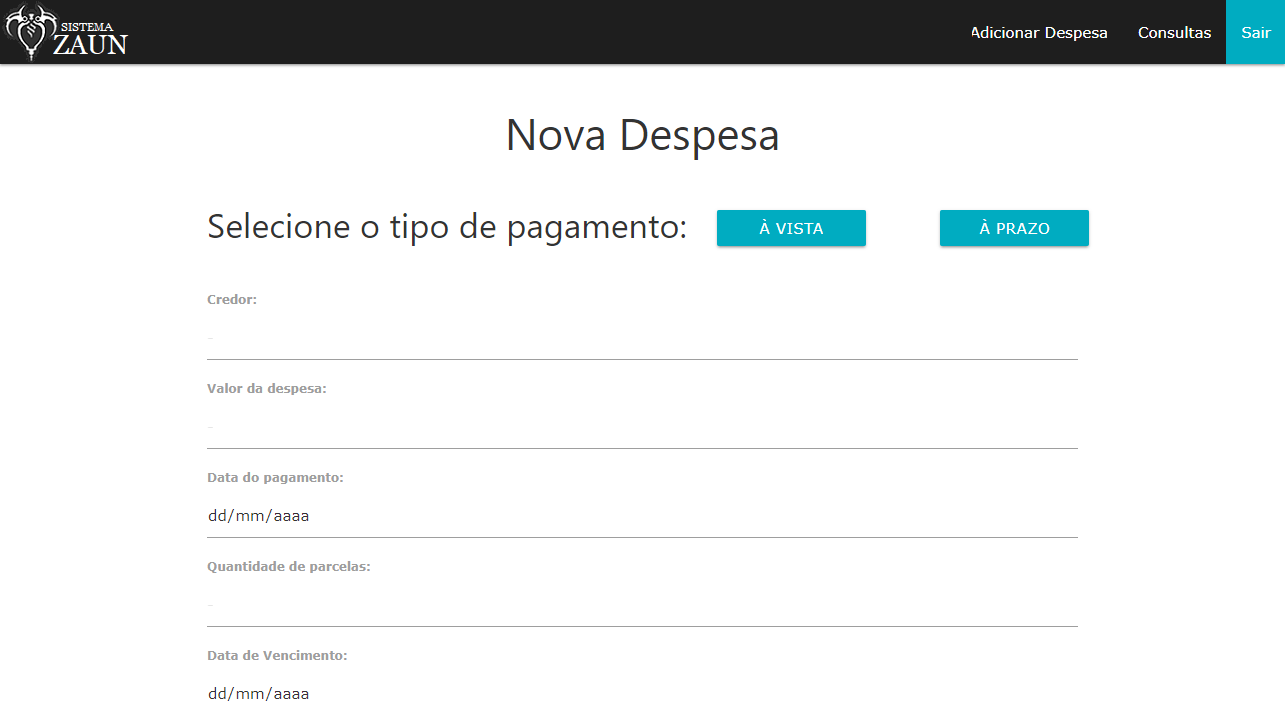 SISTEMA
ZAUN
Adicionar Despesa Consultas Sair
Nova Despesa
Selecione o tipo de pagamento: À VISTA À PRAZO
Credor:
Valor da despesa:
Data do pagamento:
dd/mm/aaaa
Quantidade de parcelas:
Data de Vencimento:
dd/mm/aaaa